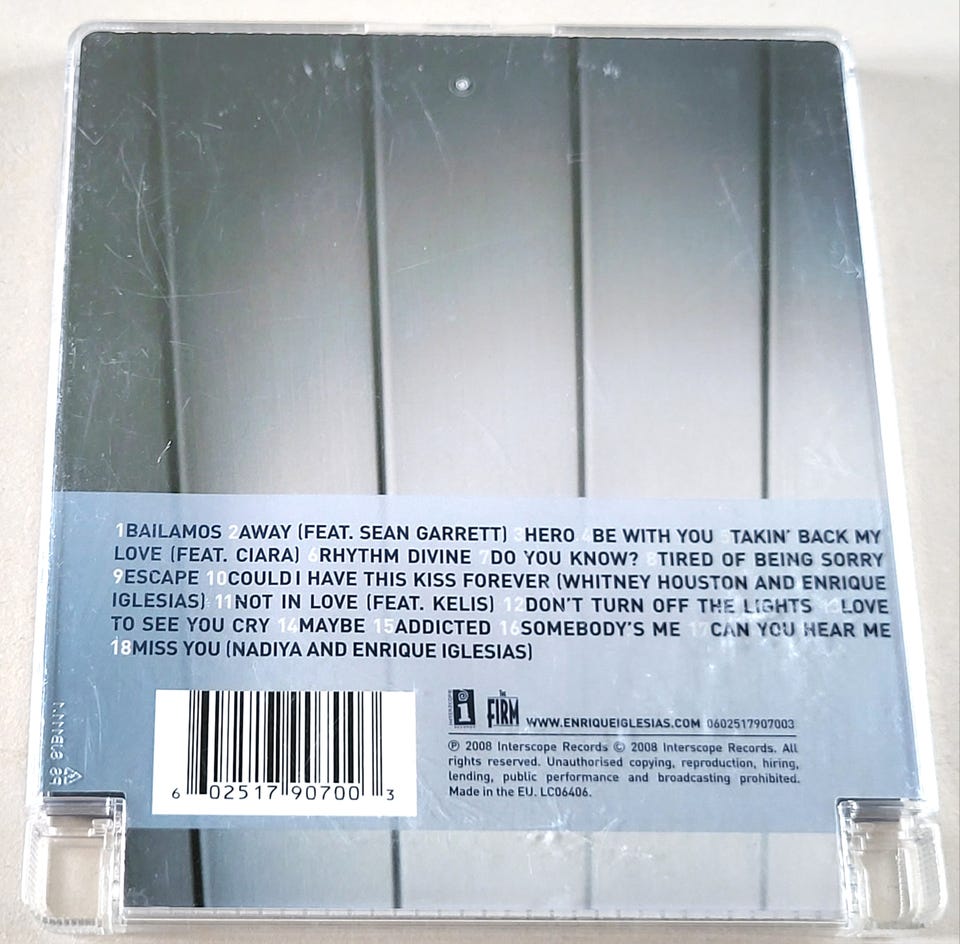 1BAILAMOS 2AWAY (FEAT. SEAN GARRETT) 3HERO 4BE WITH YOU 5TAKIN' BACK MY
LOVE (FEAT. CIARA) 6RHYTHM DIVINE 7DO YOU KNOW? 8TIRED OF BEING SORRY
9ESCAPE 10COULD I HAVE THIS KISS FOREVER (WHITNEY HOUSTON AND ENRIQUE
IGLESIAS) 11NOT IN LOVE (FEAT. KELIS) 12DON'T TURN OFF THE LIGHTS 13LOVE
TO SEE YOU CRY 14MAYBE 15ADDICTED 16SOMEBODY'S ME 17CAN YOU HEAR ME
18MISS YOU (NADIYA AND ENRIQUE IGLESIAS)
INTERSCOPE RECORDS THE FIRM WWW.ENRIQUEIGLESIAS.COM 0602517907003
℗ 2008 Interscope Records © 2008 Interscope Records. All
rights reserved. Unauthorised copying, reproduction, hiring,
lending, public performance and broadcasting prohibited.
Made in the EU. LC06406.
6 02517 90700 3